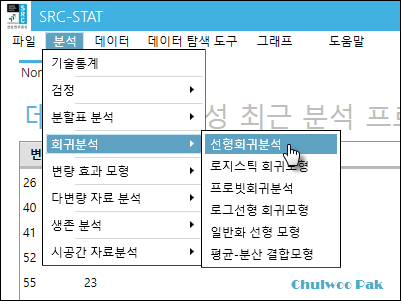 SRC
SRC-STAT
파일 분석 데이터 데이터 탐색 도구 그래프 도움말
Nor
데 성 최근 분석 프로
기술통계
검정
분할표 분석
회귀분석
변량 효과 모형
다변량 자료 분석
생존 분석
시공간 자료분석
선형회귀분석
로지스틱 회귀모형
프로빗회귀분석
로그선형 회귀모형
일반화 선형 모형
평균-분산 결합모형
변
26
40
41
52
55 23
Chulwoo Pak